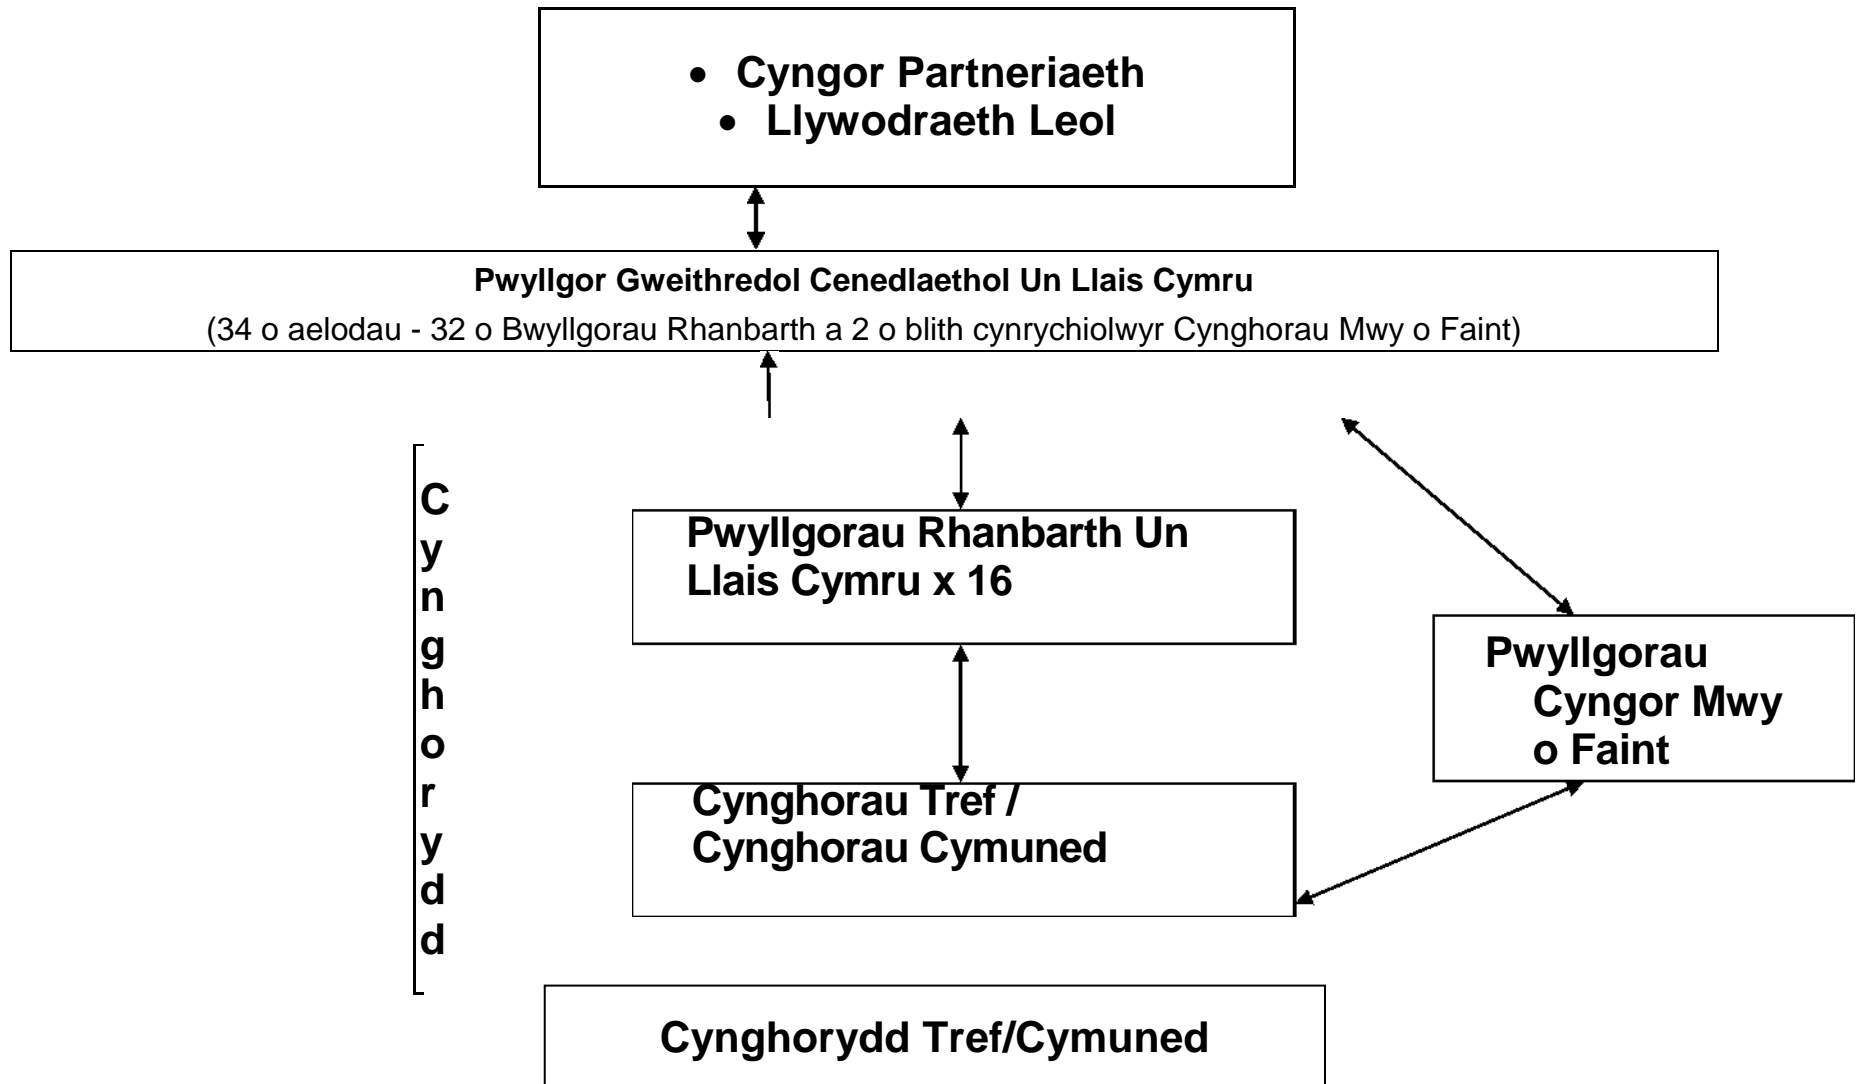 • Cyngor Partneriaeth
• Llywodraeth Leol
Pwyllgor Gweithredol Cenedlaethol Un Llais Cymru
(34 o aelodau - 32 o Bwyllgorau Rhanbarth a 2 o blith cynrychiolwyr Cynghorau Mwy o Faint)
C
y
n
g
h
o
r
y
d
d
Pwyllgorau Rhanbarth Un
Llais Cymru x 16
Pwyllgorau
Cyngor Mwy
o Faint
Cynghorau Tref /
Cynghorau Cymuned
Cynghorydd Tref/Cymuned